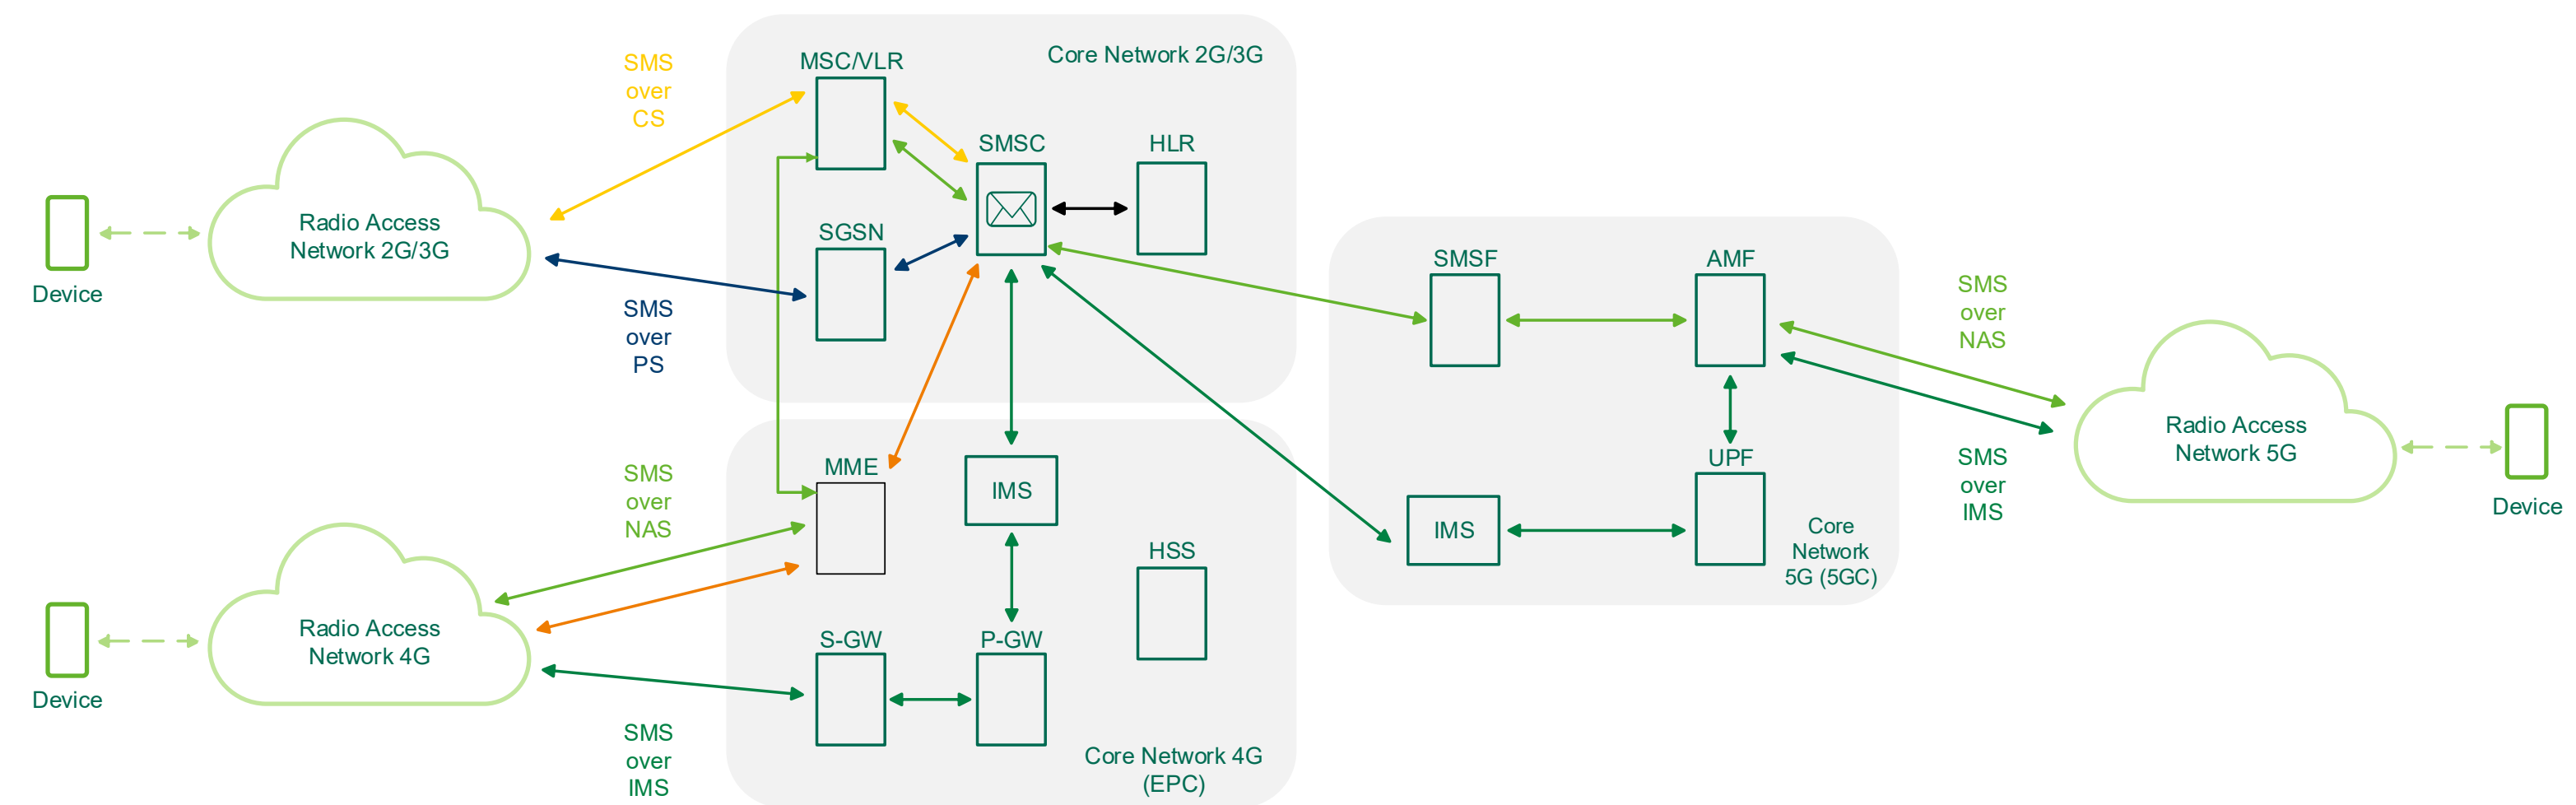 SMS
over
CS
MSC/VLR
Core Network 2G/3G
SMSC
HLR
Radio Access
Network 2G/3G
Device
SGSN
SMS
over
PS
SMSF
AMF
SMS
over
NAS
Radio Access
Network 5G
Device
SMS
over
IMS
UPF
IMS
Core
Network
5G (5GC)
SMS
over
NAS
MME
IMS
HSS
Radio Access
Network 4G
Device
S-GW
P-GW
SMS
over
IMS
Core Network 4G
(EPC)